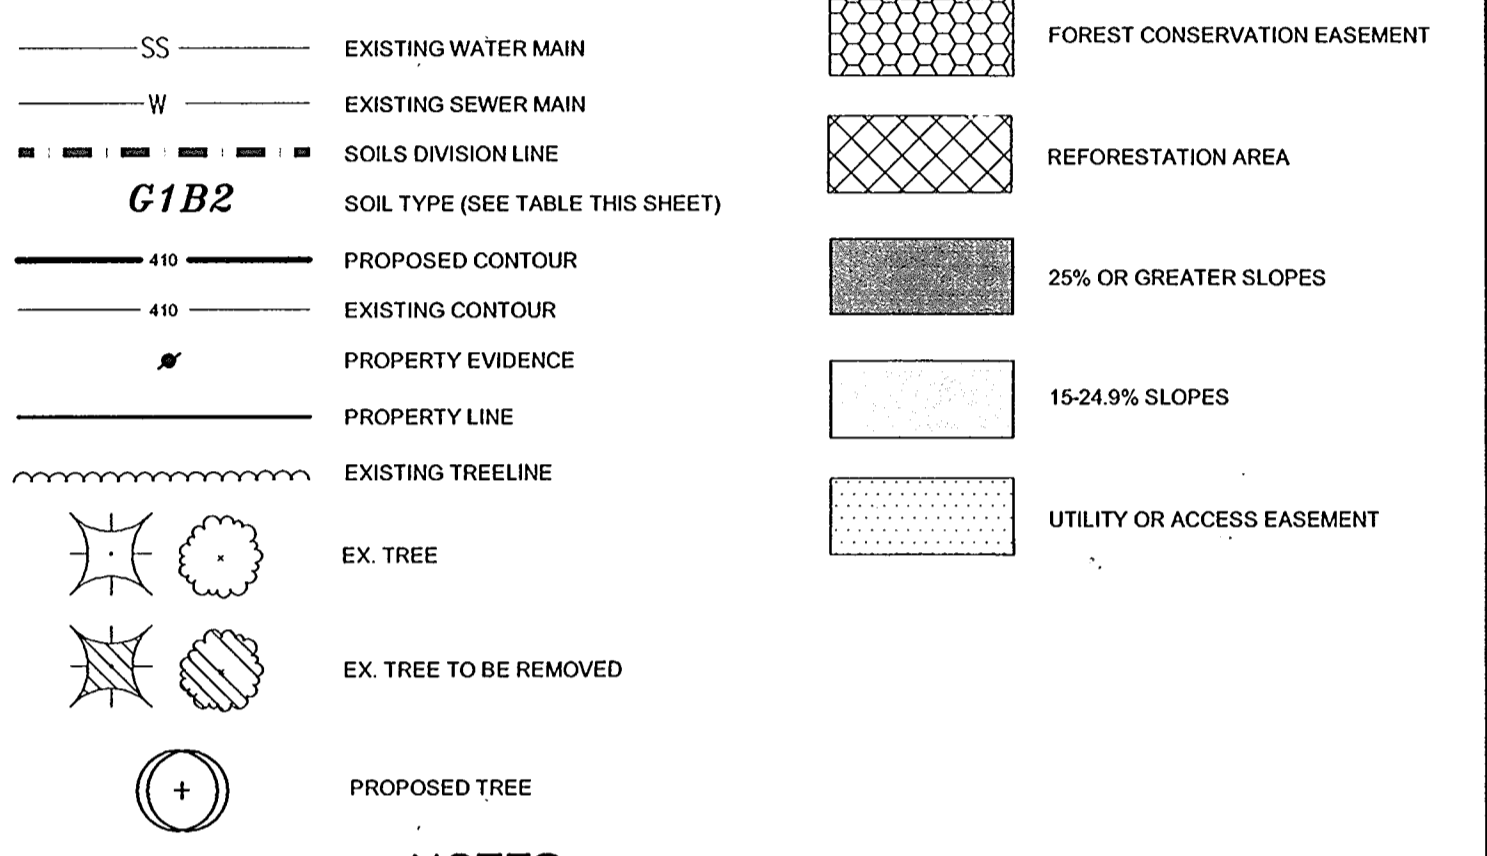 SS EXISTING WATER MAIN
W EXISTING SEWER MAIN
SOILS DIVISION LINE
G1B2 SOIL TYPE (SEE TABLE THIS SHEET)
410 PROPOSED CONTOUR
410 EXISTING CONTOUR
PROPERTY EVIDENCE
PROPERTY LINE
EXISTING TREELINE
EX. TREE
EX. TREE TO BE REMOVED
PROPOSED TREE
FOREST CONSERVATION EASEMENT
REFORESTATION AREA
25% OR GREATER SLOPES
15-24.9% SLOPES
UTILITY OR ACCESS EASEMENT